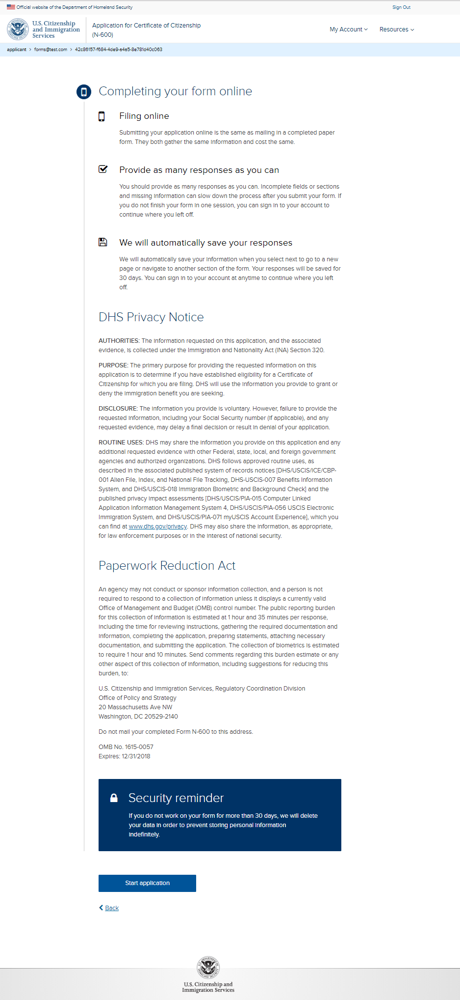 Official website of the Department of Homeland Security
Sign Out
U.S. Citizenship
and Immigration
Services
Application for Certificate of Citizenship
(N-600)
My Account
Resources
applicant > forms@test.com > 42c86157-f684-4de9-a4a5-8e781d40c063
Completing your form online
Filing online
Submitting your application online is the same as mailing in a completed paper
form. They both gather the same information and cost the same.
Provide as many responses as you can
You should provide as many responses as you can. Incomplete fields or sections
and missing information can slow down the process after you submit your form. If
you do not finish your form in one session, you can sign in to your account to
continue where you left off.
We will automatically save your responses
We will automatically save your information when you select next to go to a new
page or navigate to another section of the form. Your responses will be saved for
30 days. You can sign in to your account at anytime to continue where you left
off.
DHS Privacy Notice
AUTHORITIES: The information requested on this application, and the associated
evidence, is collected under the Immigration and Nationality Act (INA) Section 320.
PURPOSE: The primary purpose for providing the requested information on this
application is to determine if you have established eligibility for a Certificate of
Citizenship for which you are filing. DHS will use the information you provide to grant or
deny the immigration benefit you are seeking.
DISCLOSURE: The information you provide is voluntary. However, failure to provide the
requested information, including your Social Security number (if applicable), and any
requested evidence, may delay a final decision or result in denial of your application.
ROUTINE USES: DHS may share the information you provide on this application and any
additional requested evidence with other Federal, state, local, and foreign government
agencies and authorized organizations. DHS follows approved routine uses, as
described in the associated published system of records notices [DHS/USCIS/ICE/CBP-
001 Alien File, Index, and National File Tracking, DHS-USCIS-007 Benefits Information
System, and DHS/USCIS-018 Immigration Biometric and Background Check] and the
published privacy impact assessments [DHS/USCIS/PIA-015 Computer Linked
Application Information Management System 4, DHS/USCIS/PIA-056 USCIS Electronic
Immigration System, and DHS/USCIS/PIA-071 myUSCIS Account Experience], which you
can find at www.dhs.gov/privacy. DHS may also share the information, as appropriate,
for law enforcement purposes or in the interest of national security.
Paperwork Reduction Act
An agency may not conduct or sponsor information collection, and a person is not
required to respond to a collection of information unless it displays a currently valid
Office of Management and Budget (OMB) control number. The public reporting burden
for this collection of information is estimated at 1 hour and 35 minutes per response,
including the time for reviewing instructions, gathering the required documentation and
information, completing the application, preparing statements, attaching necessary
documentation, and submitting the application. The collection of biometrics is estimated
to require 1 hour and 10 minutes. Send comments regarding this burden estimate or any
other aspect of this collection of information, including suggestions for reducing this
burden, to:
U.S. Citizenship and Immigration Services, Regulatory Coordination Division
Office of Policy and Strategy
20 Massachusetts Ave NW
Washington, DC 20529-2140
Do not mail your completed Form N-600 to this address.
OMB No. 1615-0057
Expires: 12/31/2018
Security reminder
If you do not work on your form for more than 30 days, we will delete
your data in order to prevent storing personal information
indefinitely.
Start application
Back
U.S. Citizenship and
Immigration Services